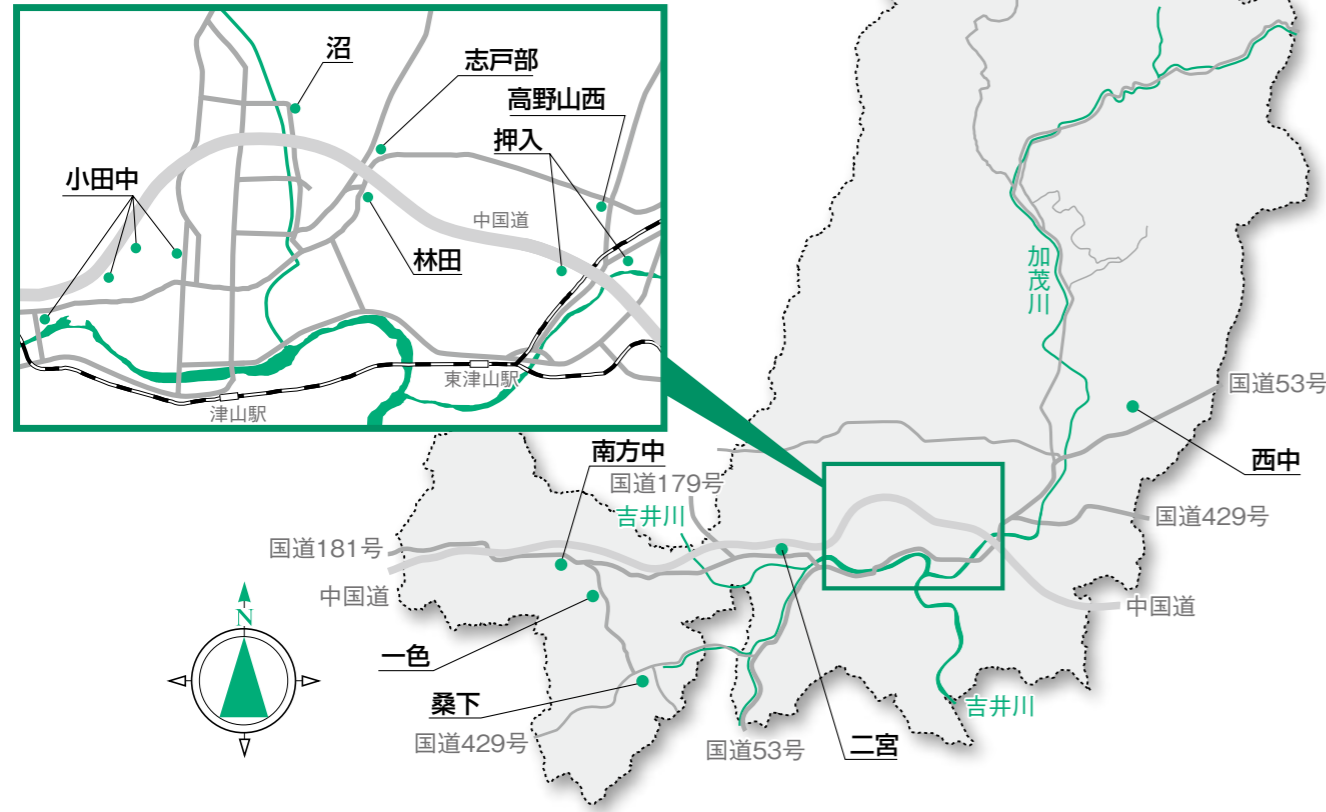 沼
志戸部
高野山西
押入
小田中
中国道
林田
東津山駅
津山駅
加茂川
国道53号
西中
南方中
国道179号
吉井川
国道429号
国道181号
中国道
中国道
N
一色
桑下
吉井川
国道429号
国道53号
二宮